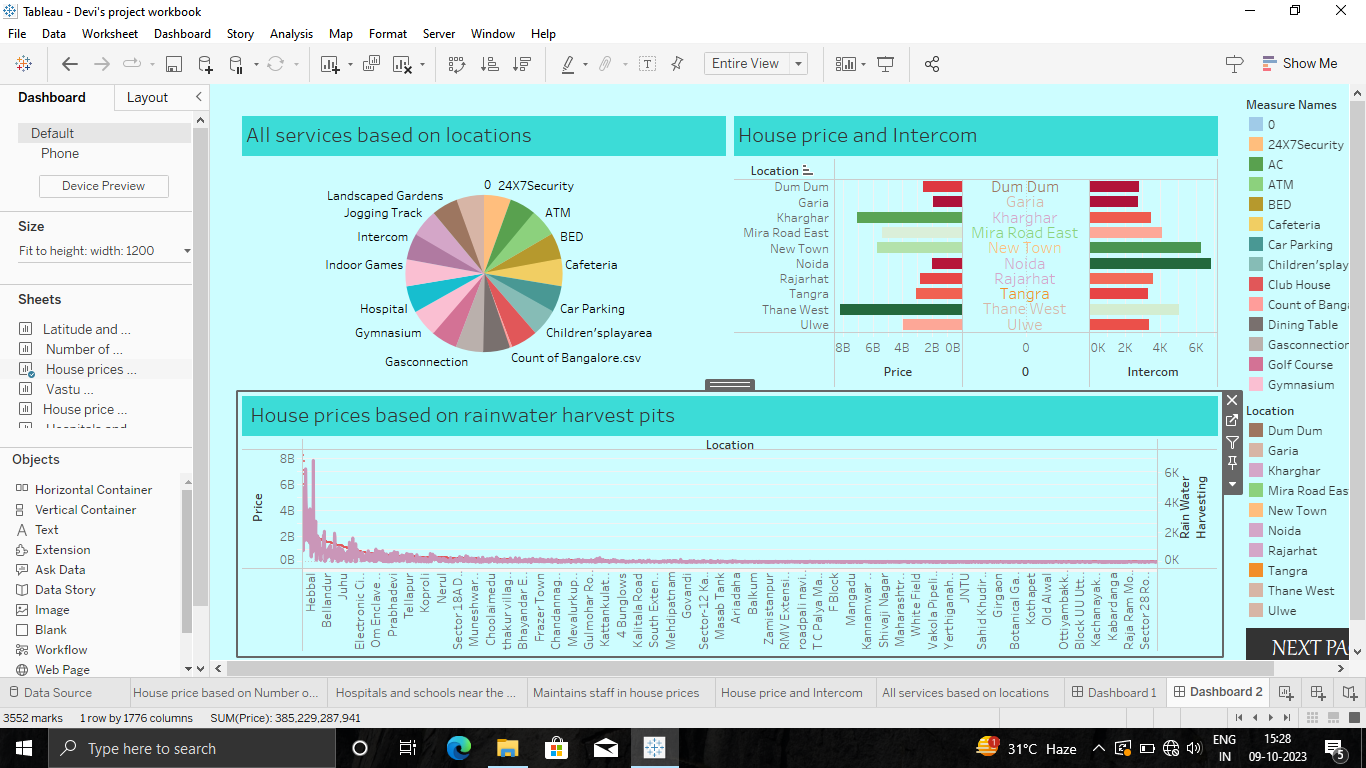 Tableau - Devi's project workbook
File Data Worksheet Dashboard Story Analysis Map Format Server Window Help
Entire View
Show Me
Dashboard Layout
Default
Phone
Device Preview
Size
Fit to height: width: 1200
Sheets
Latitude and ...
Number of ...
House prices ...
Vastu ...
House price ...
Objects
Horizontal Container
Vertical Container
Text
Extension
Ask Data
Data Story
Image
Blank
Workflow
Web Page
All services based on locations
0 24X7Security
Landscaped Gardens
Jogging Track
ATM
Intercom
BED
Indoor Games
Cafeteria
Hospital
Car Parking
Gymnasium
Children'splayarea
Gasconnection
Count of Bangalore.csv
House price and Intercom
Location
Dum Dum Dum Dum
Garia Garia
Kharghar Kharghar
Mira Road East Mira Road East
New Town New Town
Noida Noida
Rajarhat Rajarhat
Tangra Tangra
Thane West Thane West
Ulwe Ulwe
8B 6B 4B 2B 0B 0 0K 2K 4K 6K
Price 0 Intercom
House prices based on rainwater harvest pits
Location
Price
8B
6B
4B
2B
0B
6K
4K
2K
0K
Rain Water
Harvesting
Hebbal
Bellandur
Juhu
Electronic Ci..
Om Enclave..
Prabhadevi
Tellapur
Koproli
Nerul
Sector 18A D..
Muneshwar..
Choolaimedu
thakur villag..
Bhayandar E..
Frazer Town
Chandannag..
Mevalurkup..
Gulmohar Ro..
Kattankulat..
4 Bunglows
Kalitala Road
South Exten..
Mehdipatnam
Govandi
Sector-12 Ka..
Masab Tank
Ariadaha
Balkum
Zamistanpur
RMV Extensi..
roadpali navi..
T C Palya Ma..
F Block
Mangadu
Kannamwar..
Shivaj Nagar
Maharashtr..
White Field
Vakola Pipeli..
Yerthiganah..
JNTU
Sahid Khudir..
Girgaon
Botanical Ga..
Kothapet
Old Alwal
Ottiyambakk..
Block UU Utt..
Kachanayak..
Kabardanga
Raja Ram Mo..
Sector 28 Ro..
Measure Names
0
24X7Security
AC
ATM
BED
Cafeteria
Car Parking
Children'splay
Club House
Count of Banga
Dining Table
Gasconnection
Golf Course
Gymnasium
Location
Dum Dum
Garia
Kharghar
Mira Road Eas
New Town
Noida
Rajarhat
Tangra
Thane West
Ulwe
NEXT PA
Data Source House price based on Number o... Hospitals and schools near the ... Maintains staff in house prices House price and Intercom All services based on locations Dashboard 1 Dashboard 2
3552 marks 1 row by 1776 columns SUM(Price): 385,229,287,941
Type here to search
1
31°C Haze
ENG
IN
15:28
09-10-2023
5